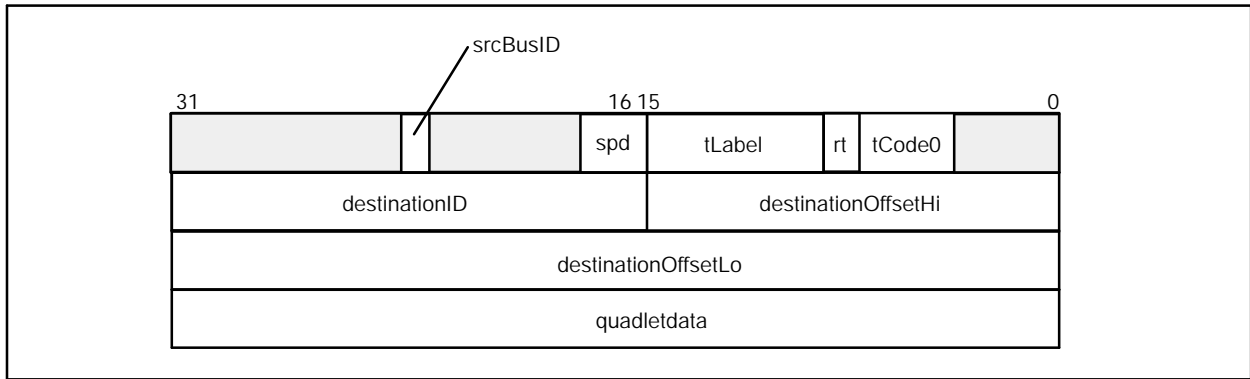 srcBusID
31 16 15 0
spd tLabel rt tCode0
destinationID destinationOffsetHi
destinationOffsetLo
quadletdata